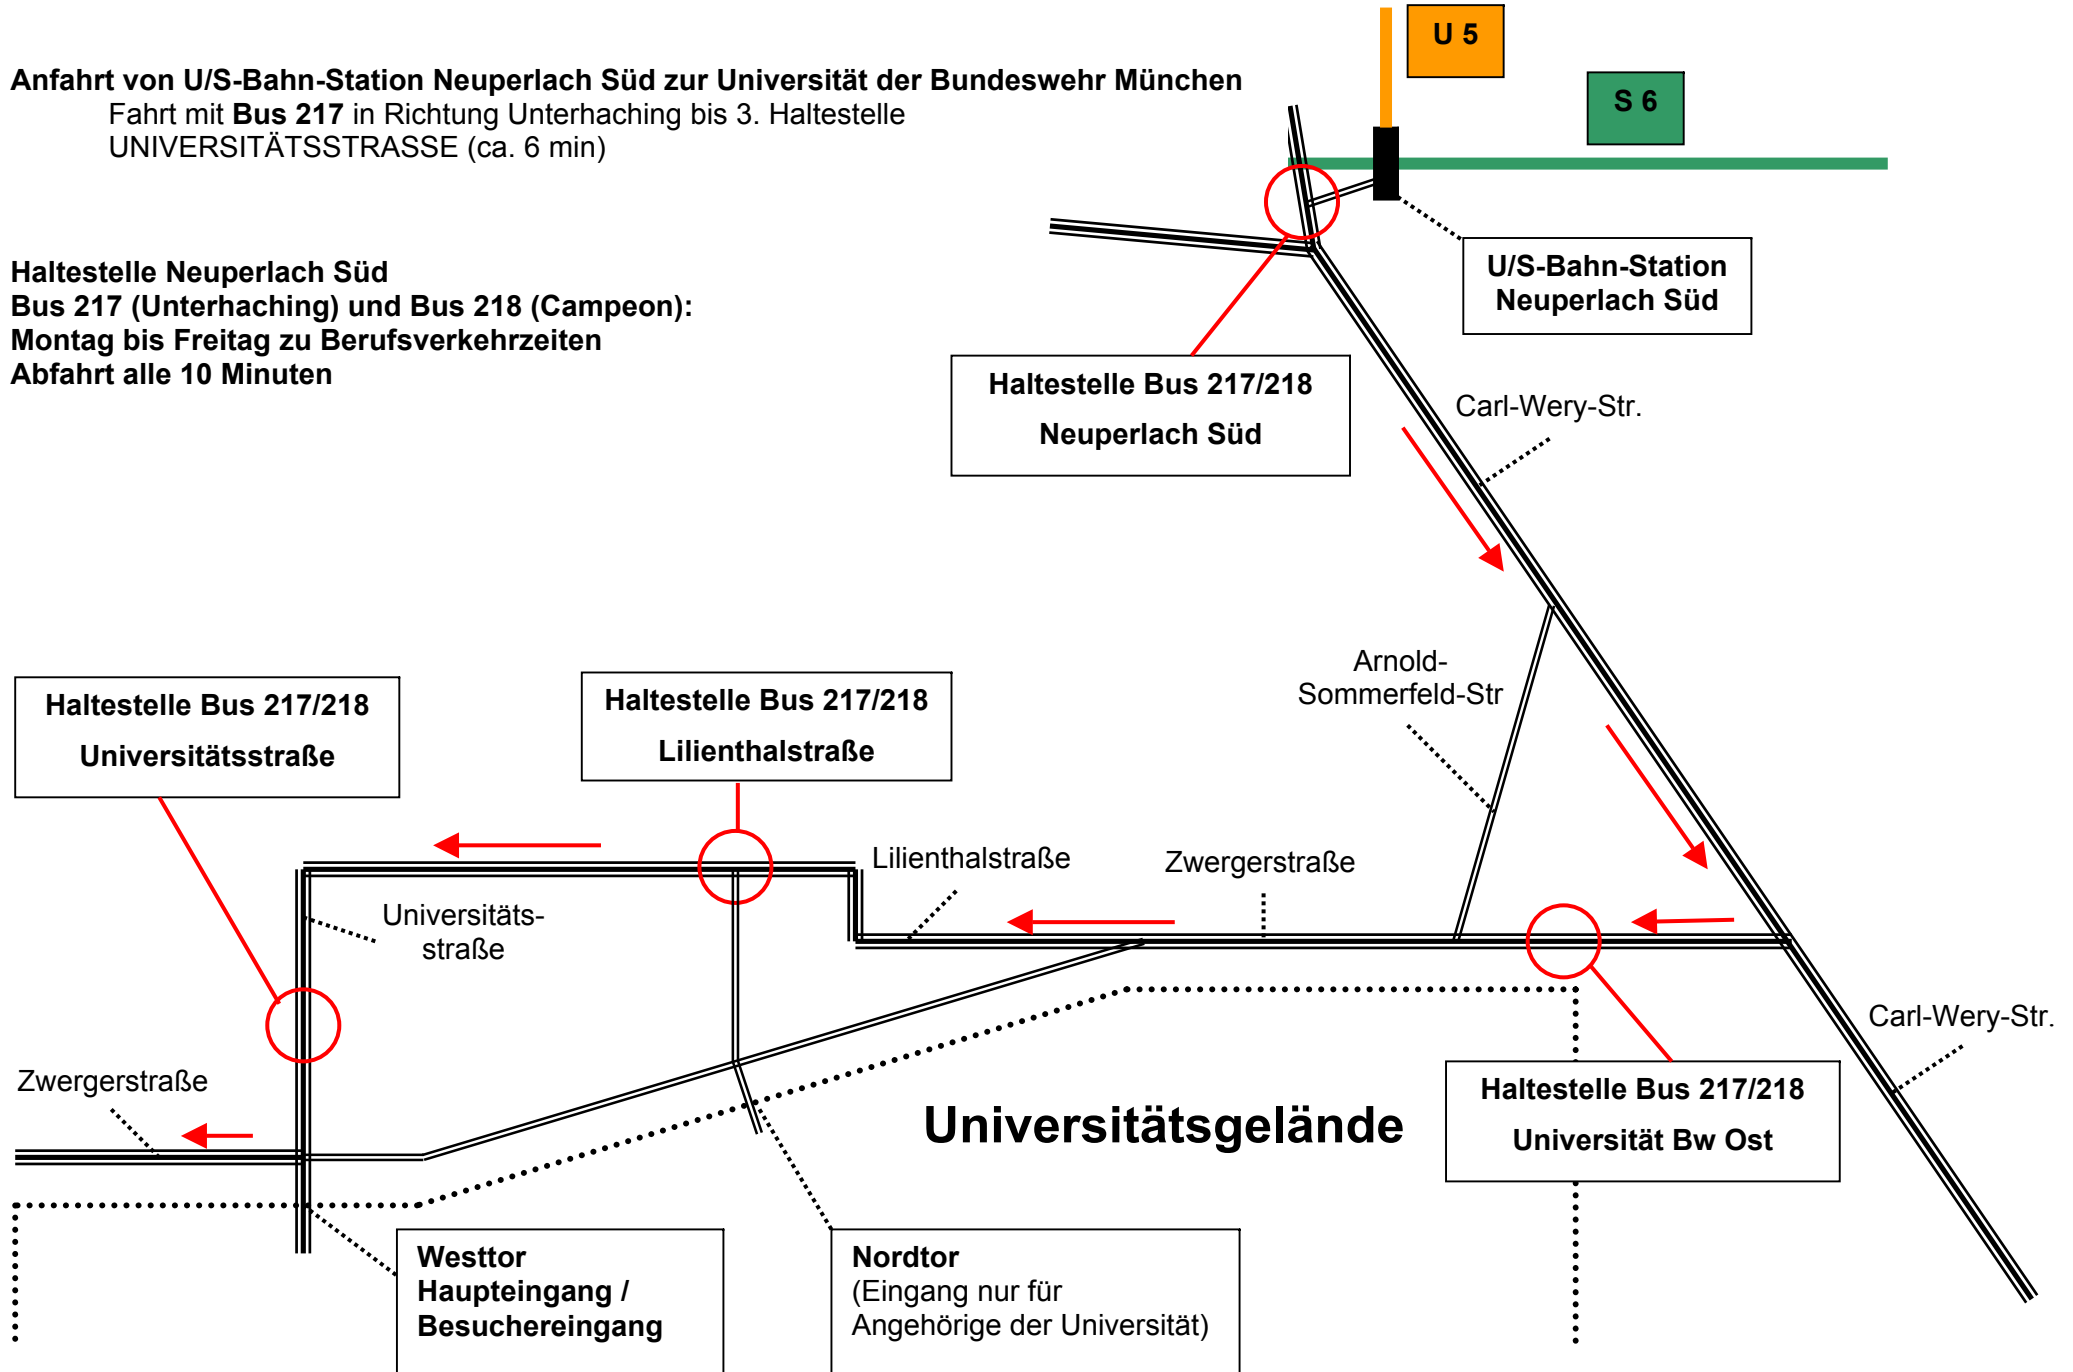 U 5
S 6
Anfahrt von U/S-Bahn-Station Neuperlach Süd zur Universität der Bundeswehr München
Fahrt mit Bus 217 in Richtung Unterhaching bis 3. Haltestelle
UNIVERSITÄTSSTRASSE (ca. 6 min)
Haltestelle Neuperlach Süd
Bus 217 (Unterhaching) und Bus 218 (Campeon):
Montag bis Freitag zu Berufsverkehrzeiten
Abfahrt alle 10 Minuten
U/S-Bahn-Station
Neuperlach Süd
Haltestelle Bus 217/218
Neuperlach Süd
Carl-Wery-Str.
Arnold-
Sommerfeld-Str
Haltestelle Bus 217/218
Universitätsstraße
Haltestelle Bus 217/218
Lilienthalstraße
Lilienthalstraße
Zwergerstraße
Universitäts-
straße
Carl-Wery-Str.
Zwergerstraße
Universitätsgelände
Haltestelle Bus 217/218
Universität Bw Ost
Westtor
Haupteingang /
Besuchereingang
Nordtor
(Eingang nur für
Angehörige der Universität)